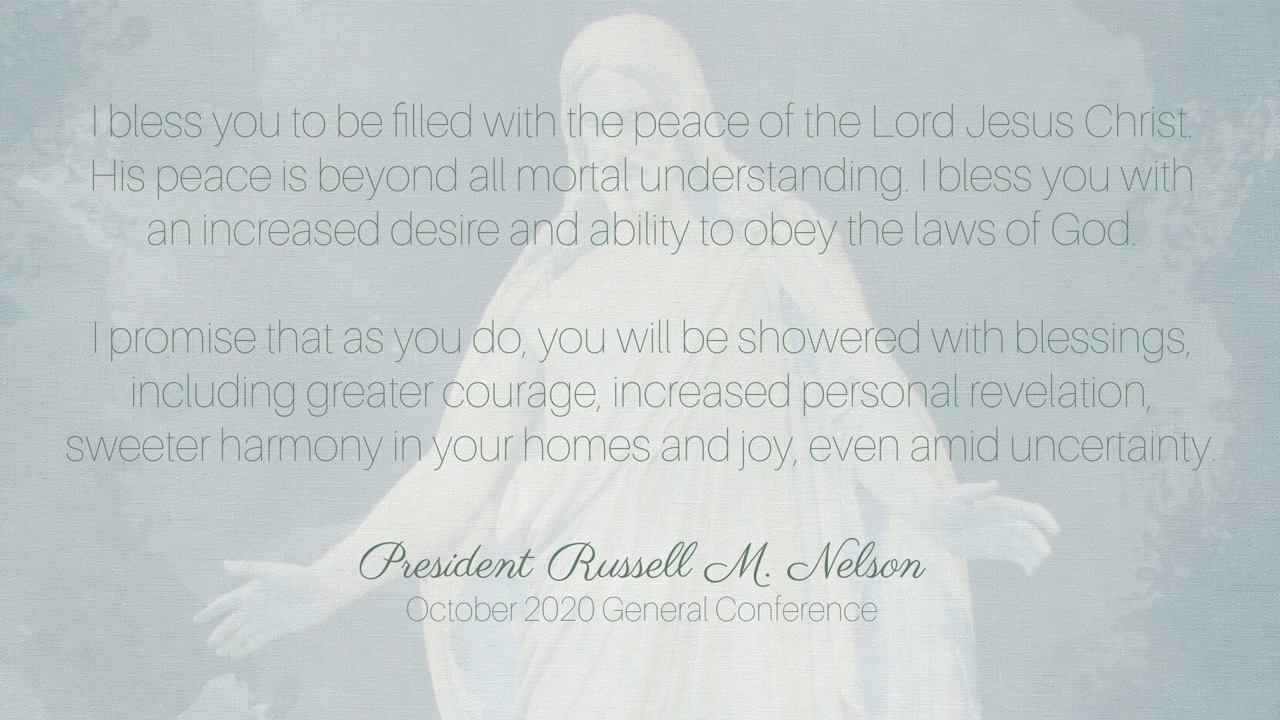 I bless you to be filled with the peace of the Lord Jesus Christ.
His peace is beyond all mortal understanding. I bless you with
an increased desire and ability to obey the laws of God.
I promise that as you do, you will be showered with blessings,
including greater courage, increased personal revelation,
sweeter harmony in your homes and joy, even amid uncertainty.
President Russell M. Nelson
October 2020 General Conference